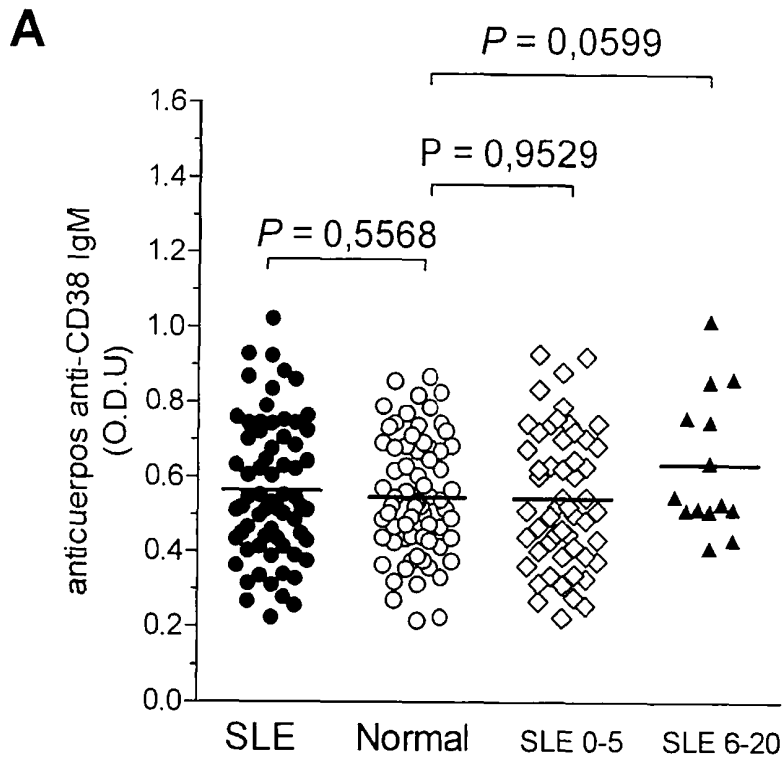 A
P = 0,0599
P = 0,9529
P = 0,5568
anticuerpos anti-CD38 IgM
(O.D.U)
1.6
1.4
1.2
1.0
0.8
0.6
0.4
0.2
0.0
SLE Normal SLE 0-5 SLE 6-20